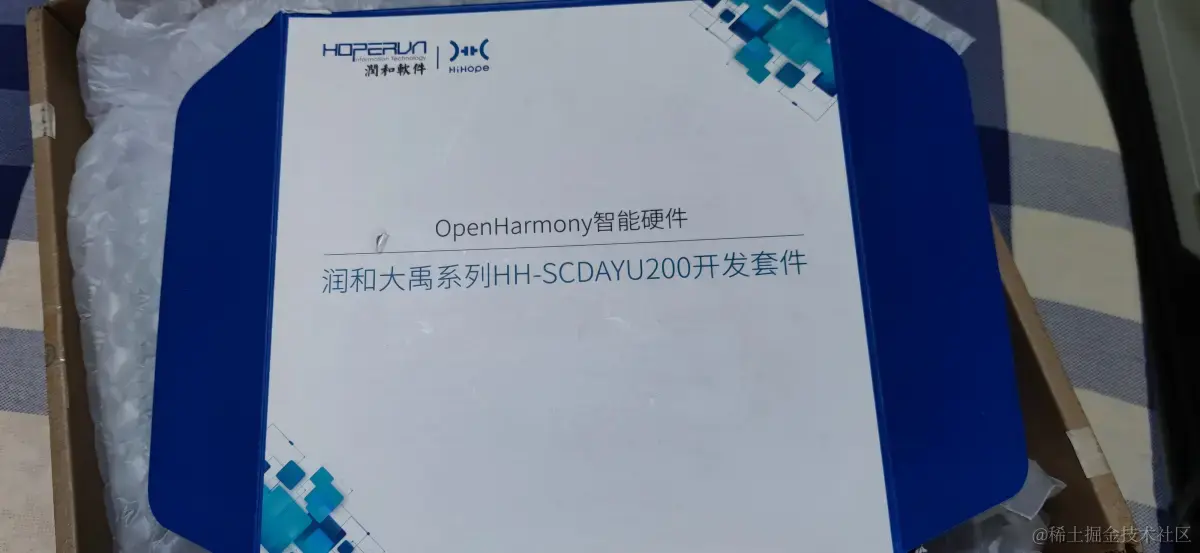 HOPERUN
Information Technology
潤和軟件
HiHope
OpenHarmony智能硬件
润和大禹系列HH-SCDAYU200开发套件
@稀土掘金技术社区